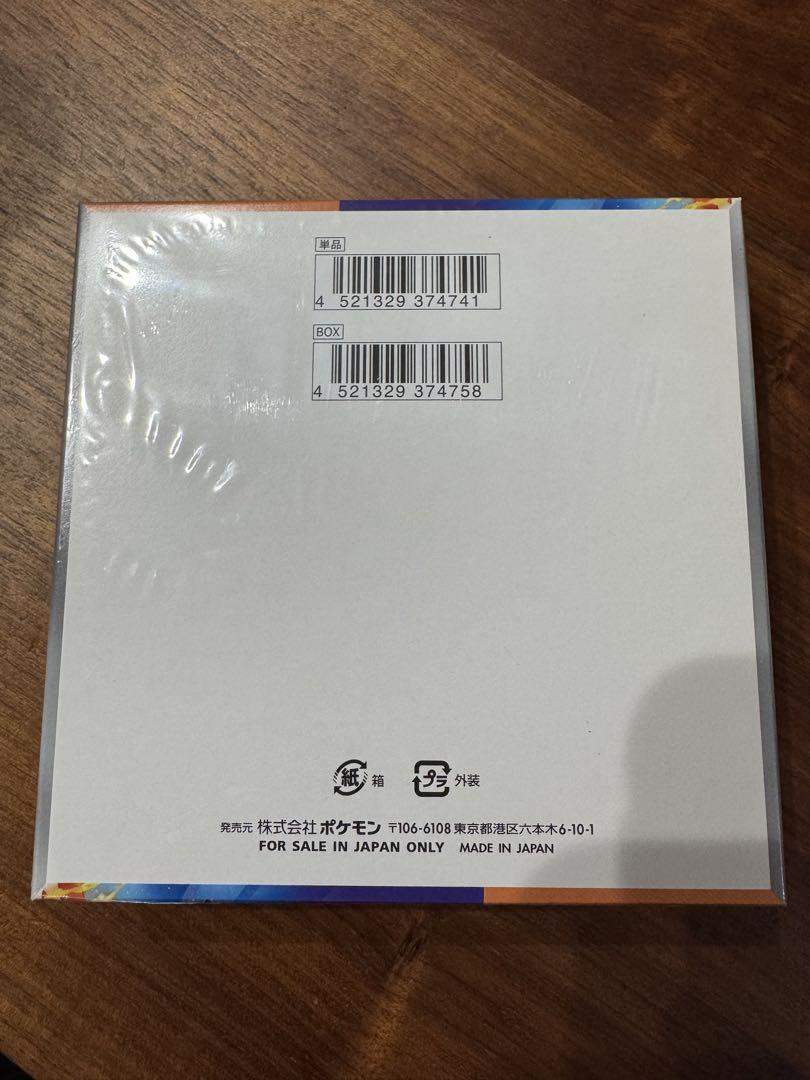 単品
4 521329 374741
BOX
4 521329 374758
紙 箱 プラ 外装
発売元 株式会社 ポケモン 〒106-6108 東京都港区六本木6-10-1
FOR SALE IN JAPAN ONLY MADE IN JAPAN